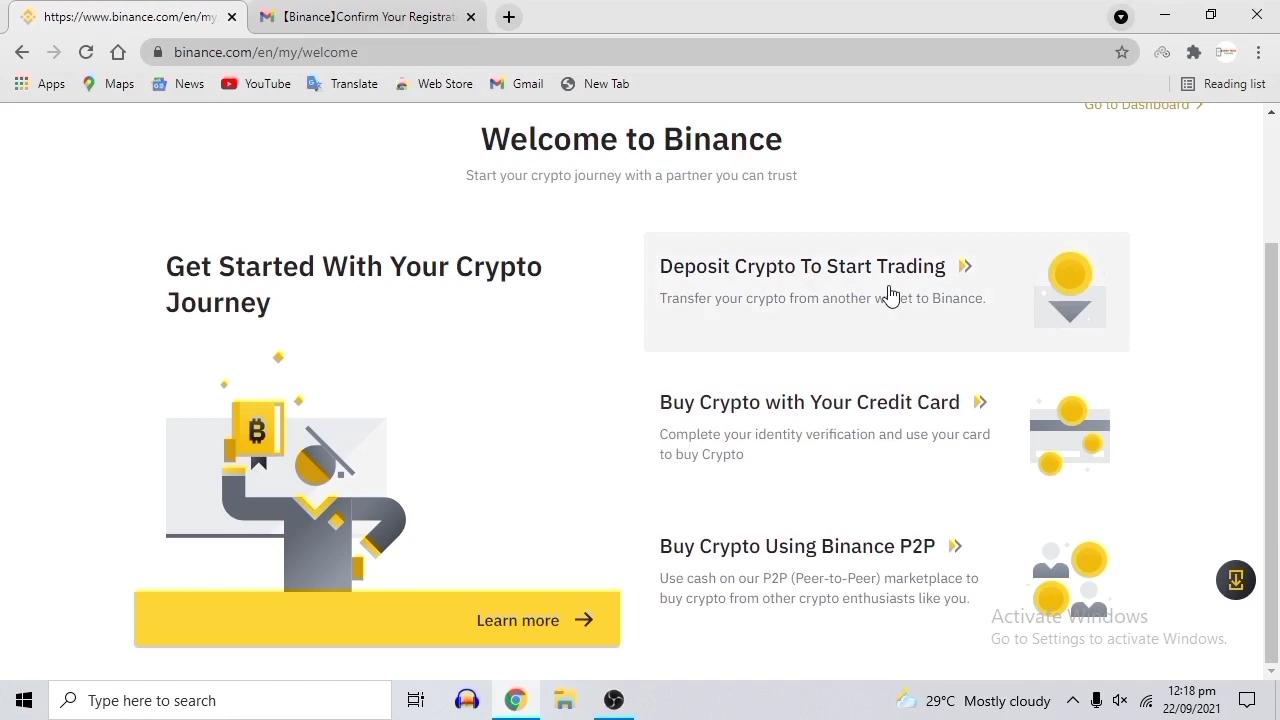 https://www.binance.com/en/my
【Binance】Confirm Your Registrat
binance.com/en/my/welcome
Apps
Maps
News
YouTube
Translate
Web Store
Gmail
New Tab
Reading list
Go to Dashboard
Welcome to Binance
Start your crypto journey with a partner you can trust
Get Started With Your Crypto
Journey
Learn more
Deposit Crypto To Start Trading
Transfer your crypto from another wallet to Binance.
Buy Crypto with Your Credit Card
Complete your identity verification and use your card
to buy Crypto
Buy Crypto Using Binance P2P
Use cash on our P2P (Peer-to-Peer) marketplace to
buy crypto from other crypto enthusiasts like you.
Activate Windows
Go to Settings to activate Windows.
Type here to search
29°C Mostly cloudy
12:18 pm
22/09/2021